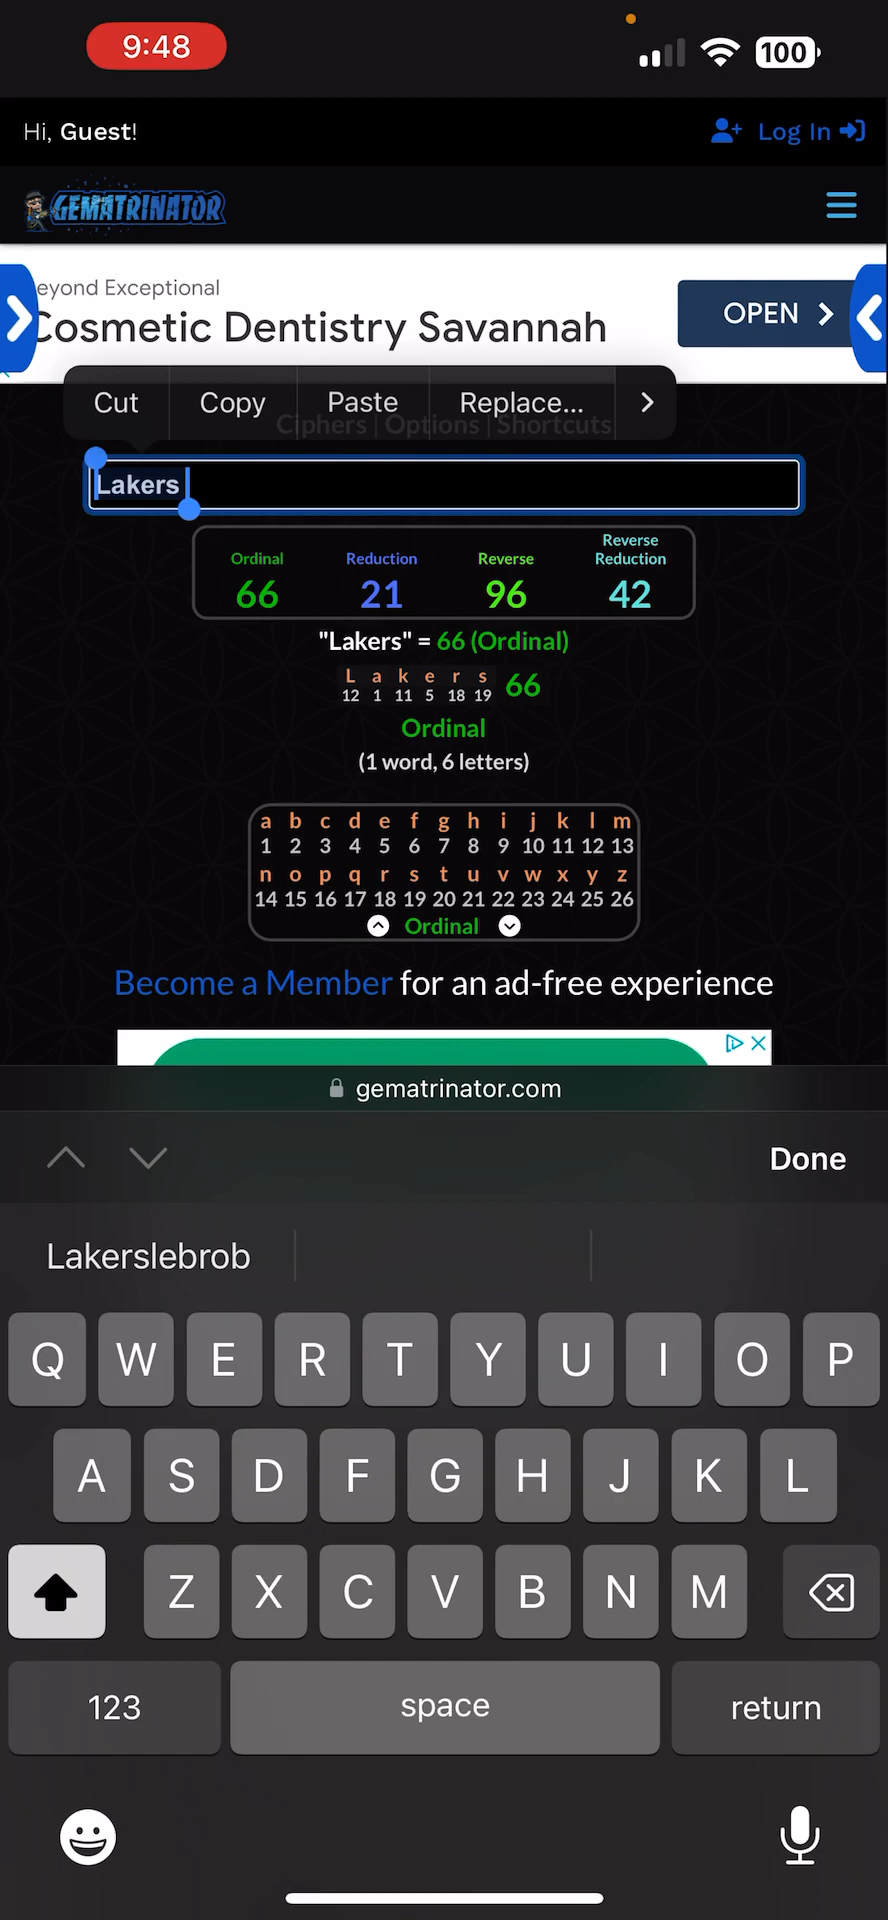 9:48
100
Hi, Guest!
Log In
GEMATRINATOR
eyond Exceptional
Cosmetic Dentistry Savannah
OPEN
Cut Copy Paste Replace...
Ciphers | Options | Shortcuts
Lakers
Ordinal Reduction Reverse Reverse Reduction
66 21 96 42
"Lakers" = 66 (Ordinal)
L a k e r s 66
12 1 11 5 18 19
Ordinal
(1 word, 6 letters)
a b c d e f g h i j k l m
1 2 3 4 5 6 7 8 9 10 11 12 13
n o p q r s t u v w x y z
14 15 16 17 18 19 20 21 22 23 24 25 26
Ordinal
Become a Member for an ad-free experience
gematrinator.com
Done
Lakerslebrob
Q W E R T Y U I O P
A S D F G H J K L
Z X C V B N M
123 space return